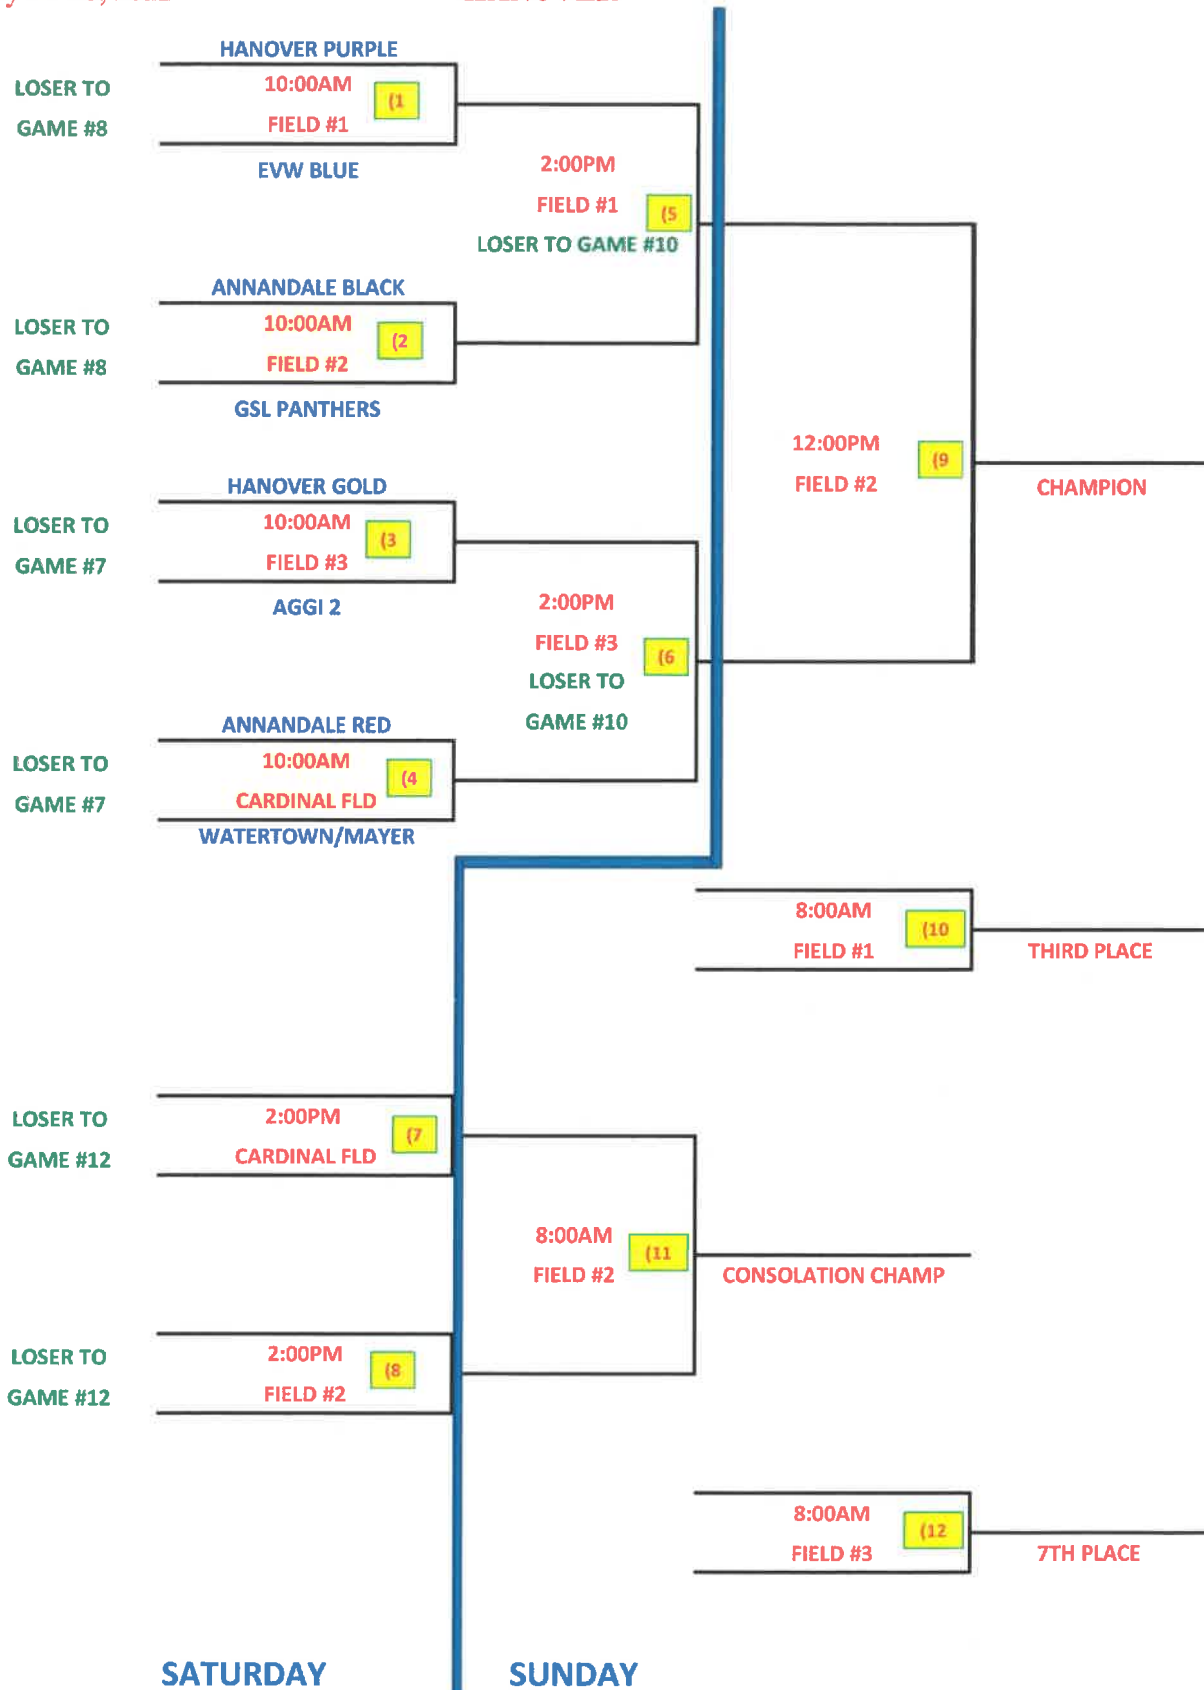 HANOVER PURPLE
LOSER TO
GAME #8
10:00AM
(1
FIELD #1
EVW BLUE
2:00PM
FIELD #1
(5
LOSER TO GAME #10
ANNANDALE BLACK
LOSER TO
GAME #8
10:00AM
(2
FIELD #2
GSL PANTHERS
12:00PM
FIELD #2
(9
CHAMPION
HANOVER GOLD
LOSER TO
GAME #7
10:00AM
(3
FIELD #3
AGGI 2
2:00PM
FIELD #3
(6
LOSER TO
GAME #10
ANNANDALE RED
LOSER TO
GAME #7
10:00AM
(4
CARDINAL FLD
WATERTOWN/MAYER
8:00AM
FIELD #1
(10
THIRD PLACE
LOSER TO
GAME #12
2:00PM
CARDINAL FLD
(7
8:00AM
FIELD #2
(11
CONSOLATION CHAMP
LOSER TO
GAME #12
2:00PM
FIELD #2
(8
8:00AM
FIELD #3
(12
7TH PLACE
SATURDAY
SUNDAY